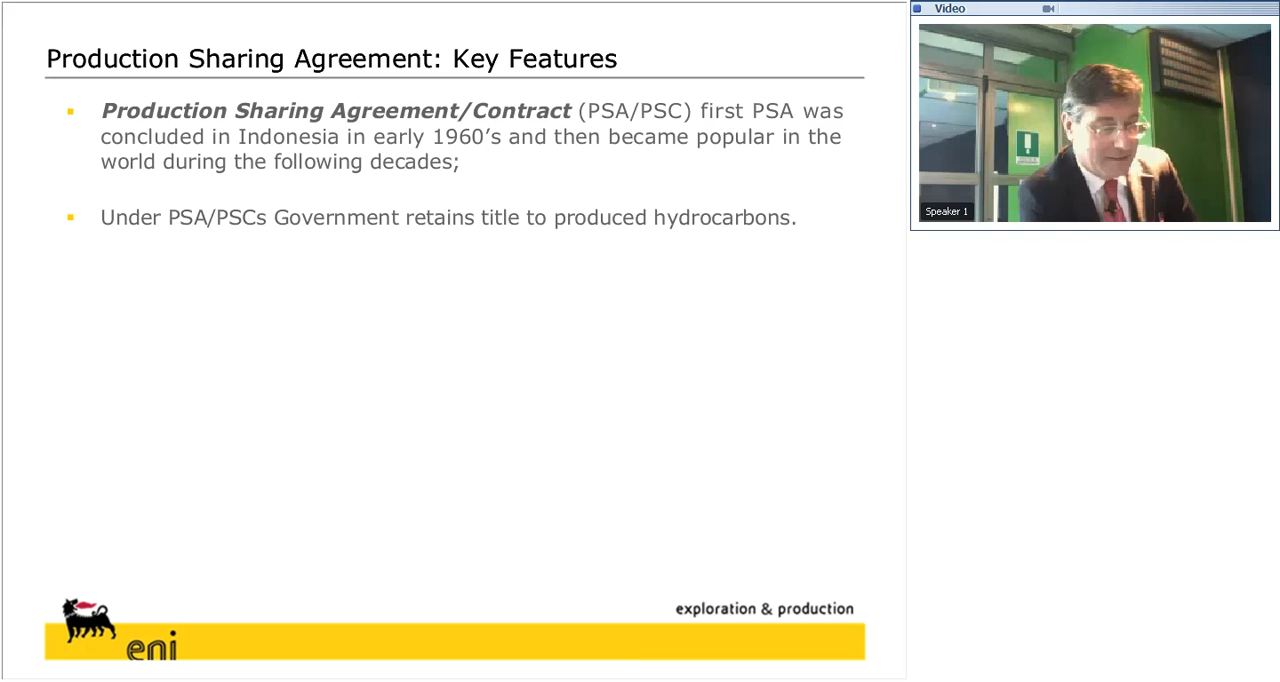 Production Sharing Agreement: Key Features
Production Sharing Agreement/Contract (PSA/PSC) first PSA was
concluded in Indonesia in early 1960's and then became popular in the
world during the following decades;
Under PSA/PSCs Government retains title to produced hydrocarbons.
exploration & production
eni
Video
Speaker 1